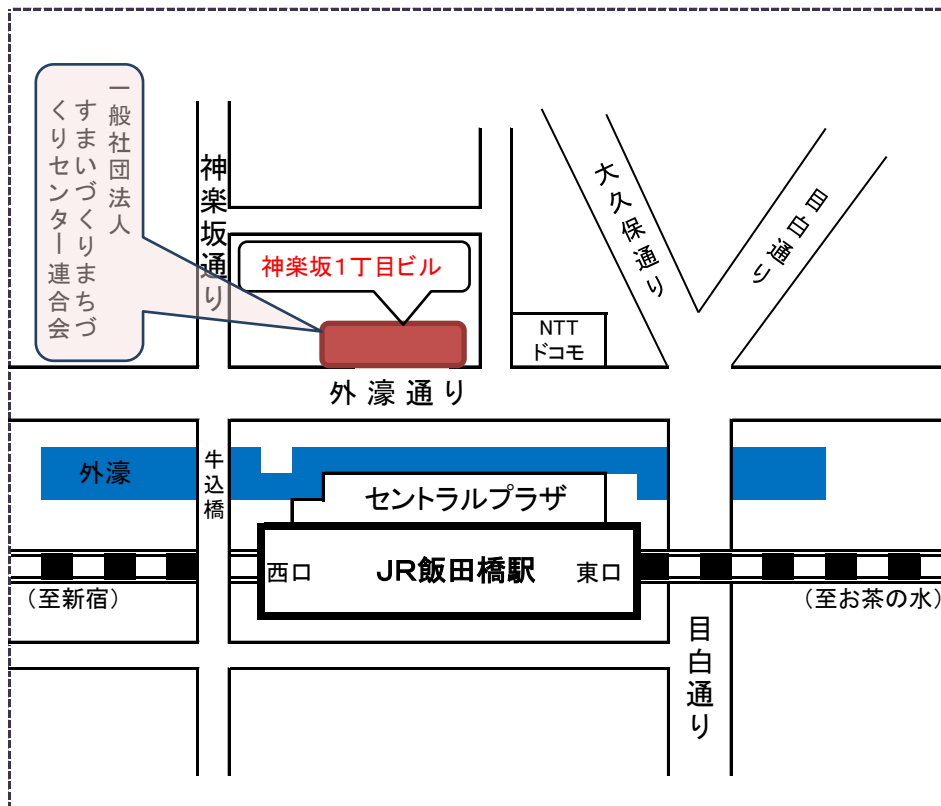 一般社団法人
すまいづくりまちづ
くりセンター連合会
神楽坂通り
神楽坂１丁目ビル
大久保通り
目白通り
NTT
ドコモ
外濠通り
外濠
牛込橋
セントラルプラザ
西口
JR飯田橋駅
東口
（至新宿）
（至お茶の水）
目白通り